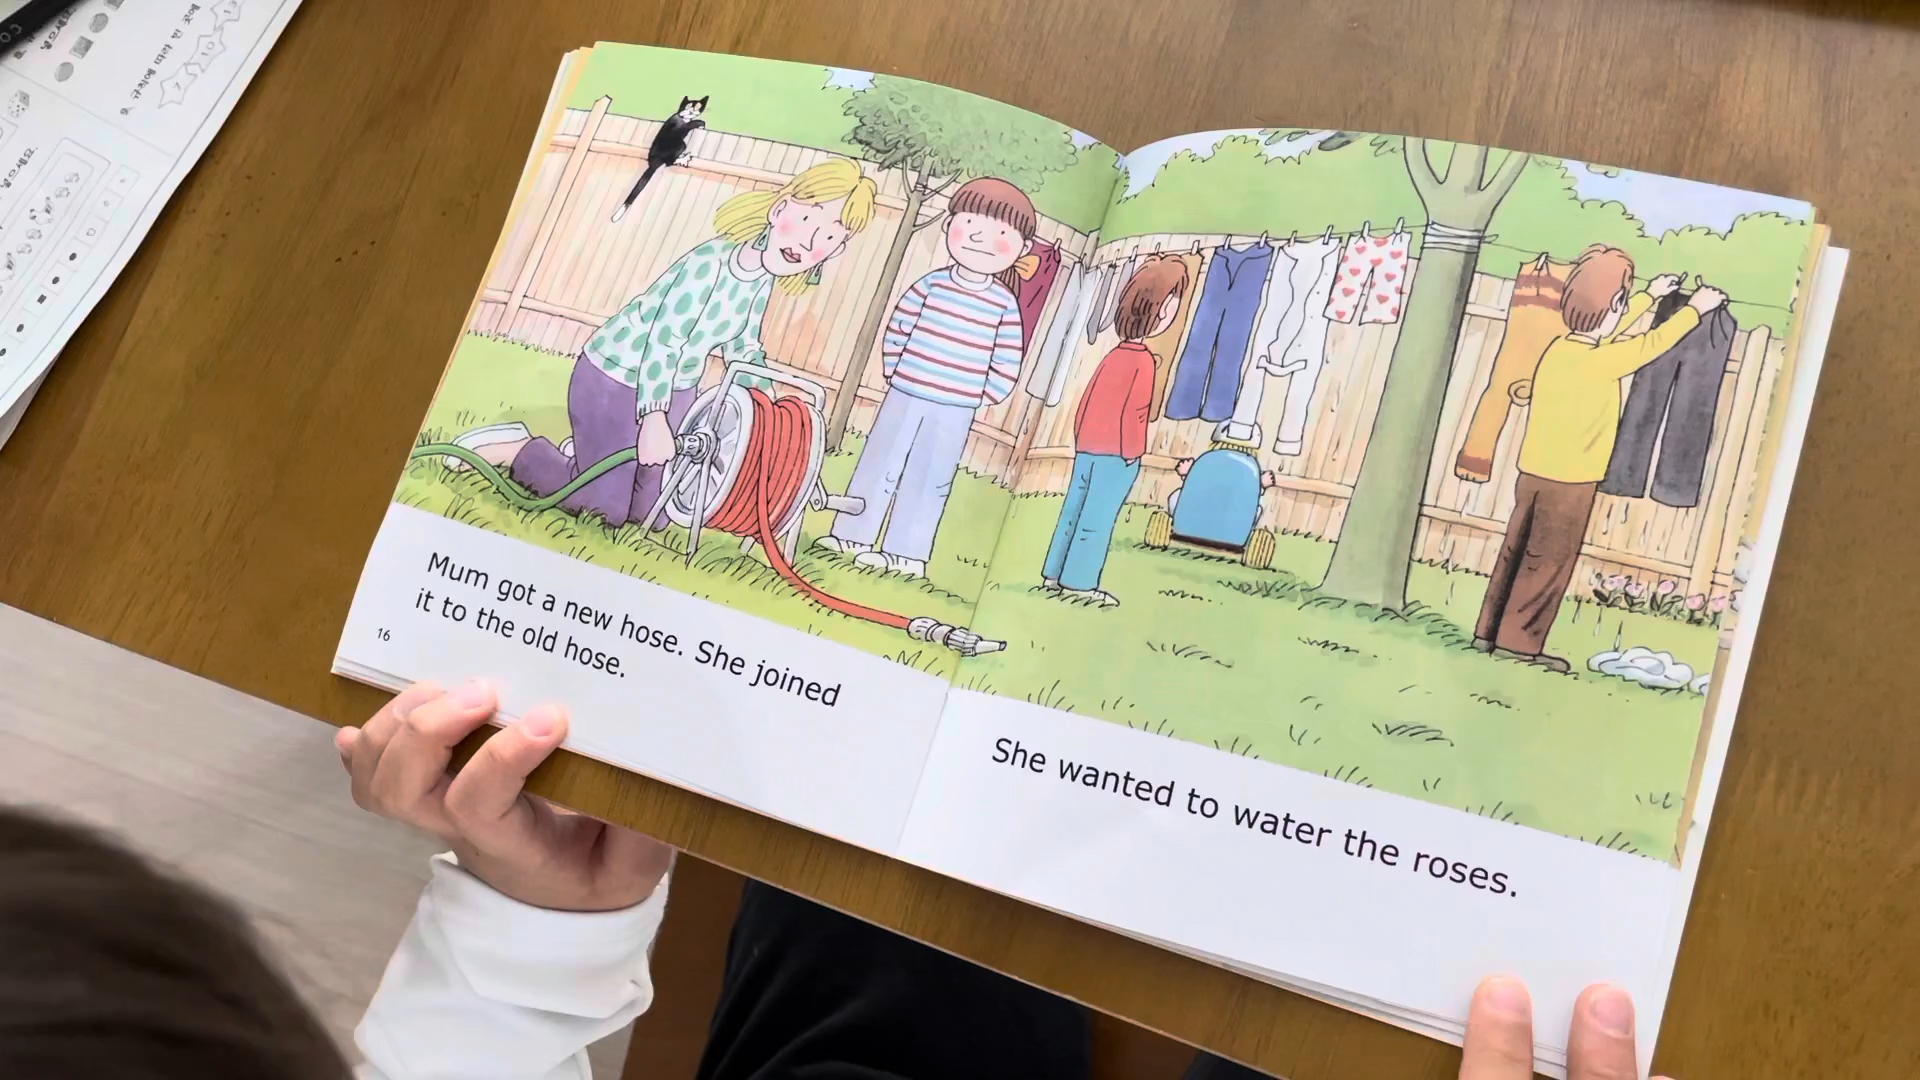 Mum got a new hose. She joined
it to the old hose.
16
She wanted to water the roses.